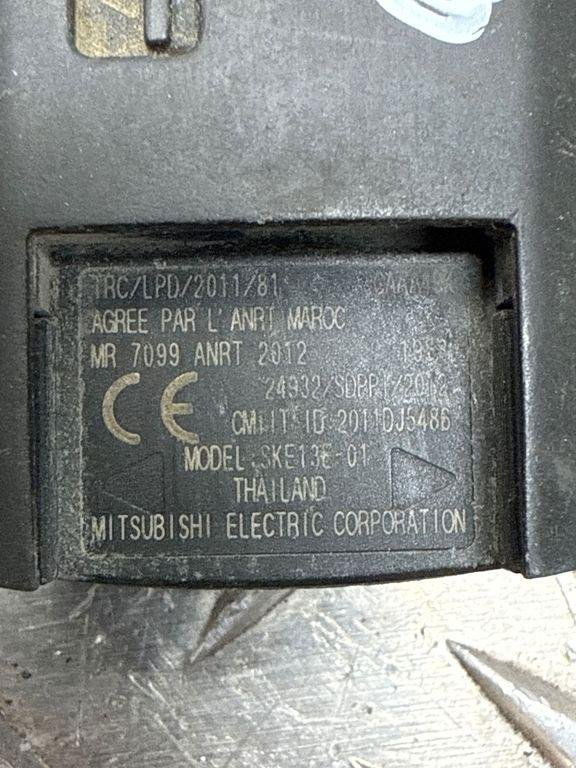 TRC/LPD/2011/81
AGREE PAR L'ANRT MAROC
MR 7099 ANRT 2012
CE 24932/SDPPI/2012
CMIIT ID:2011DJ5486
MODEL:SKE13E-01
THAILAND
MITSUBISHI ELECTRIC CORPORATION